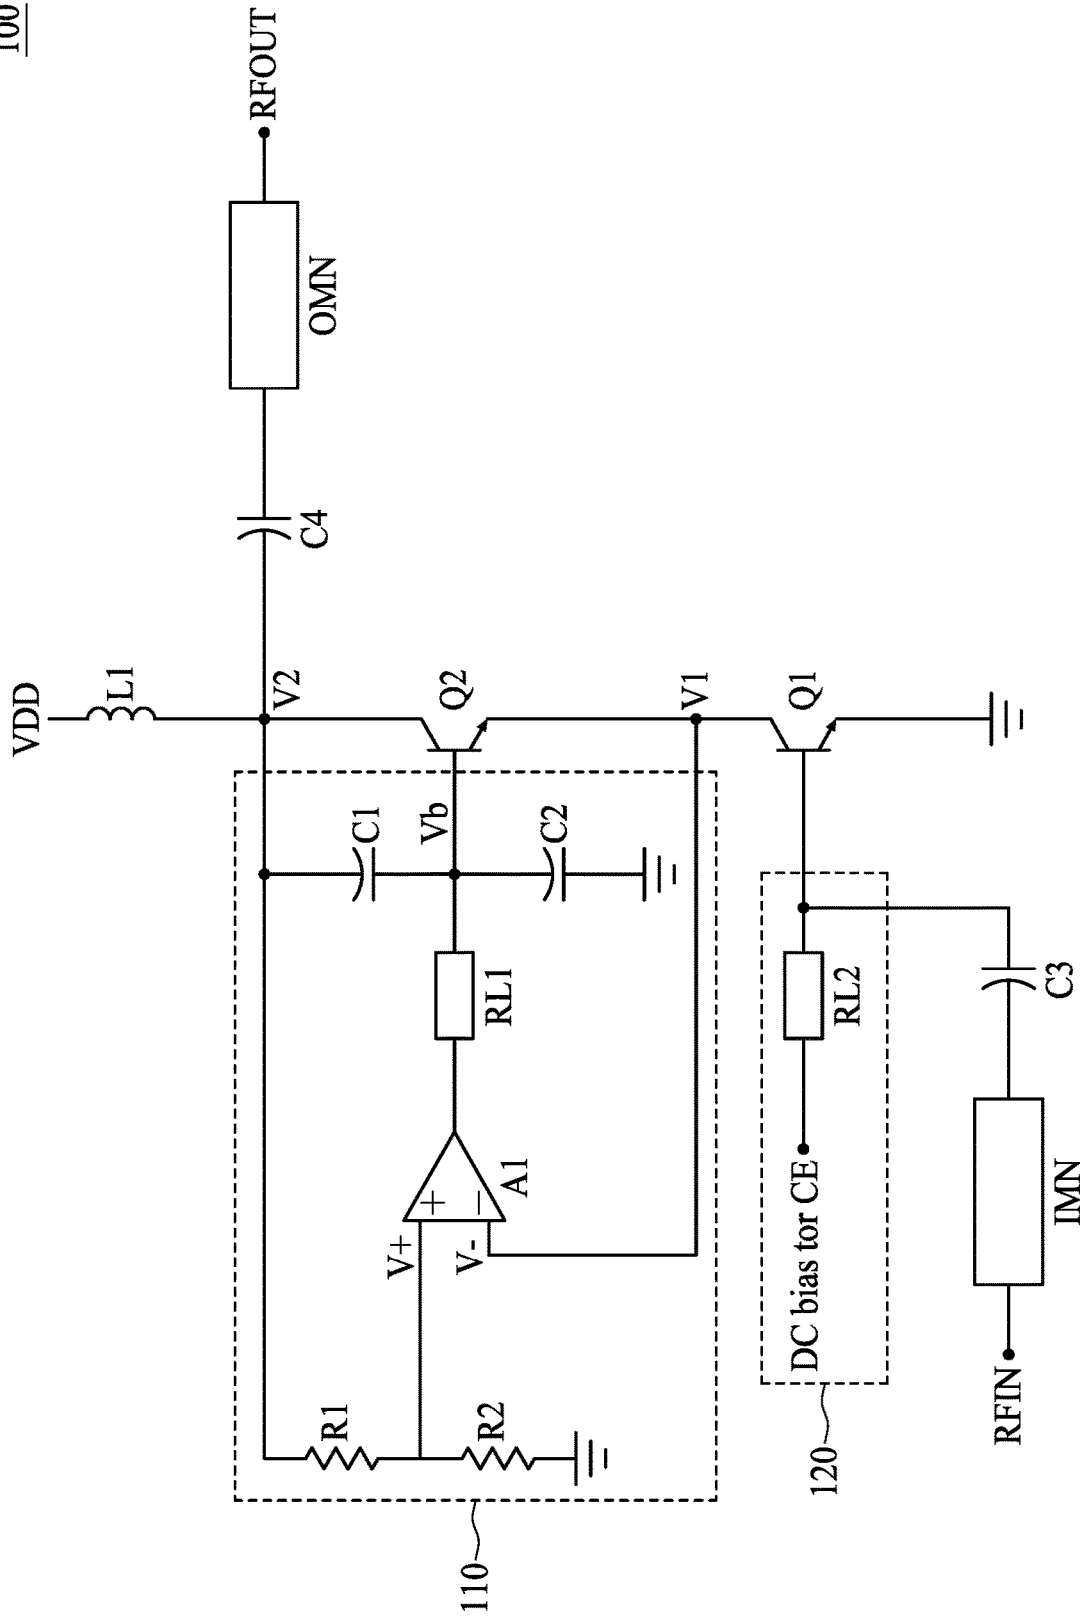 100
VDD
L1
V2
C4
OMN
RFOUT
Q2
V1
Q1
C1
Vb
C2
RL1
A1
+
−
V+
V-
R1
R2
110
RL2
DC bias tor CE
120
C3
IMN
RFIN